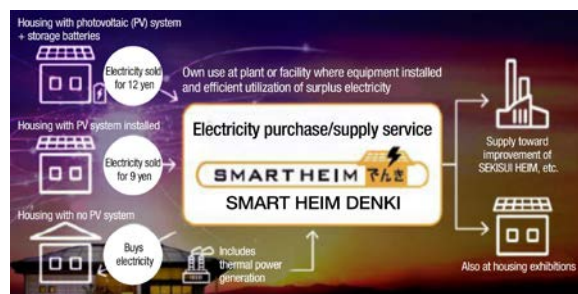 Housing with photovoltaic (PV) system
+ storage batteries
Electricity sold
for 12 yen
Own use at plant or facility where equipment installed
and efficient utilization of surplus electricity
Housing with PV system installed
Electricity sold
for 9 yen
Electricity purchase/supply service
SMART HEIM でんき
SMART HEIM DENKI
Housing with no PV system
Buys
electricity
Includes
thermal power
generation
Supply toward
improvement of
SEKISUI HEIM, etc.
Also at housing exhibitions